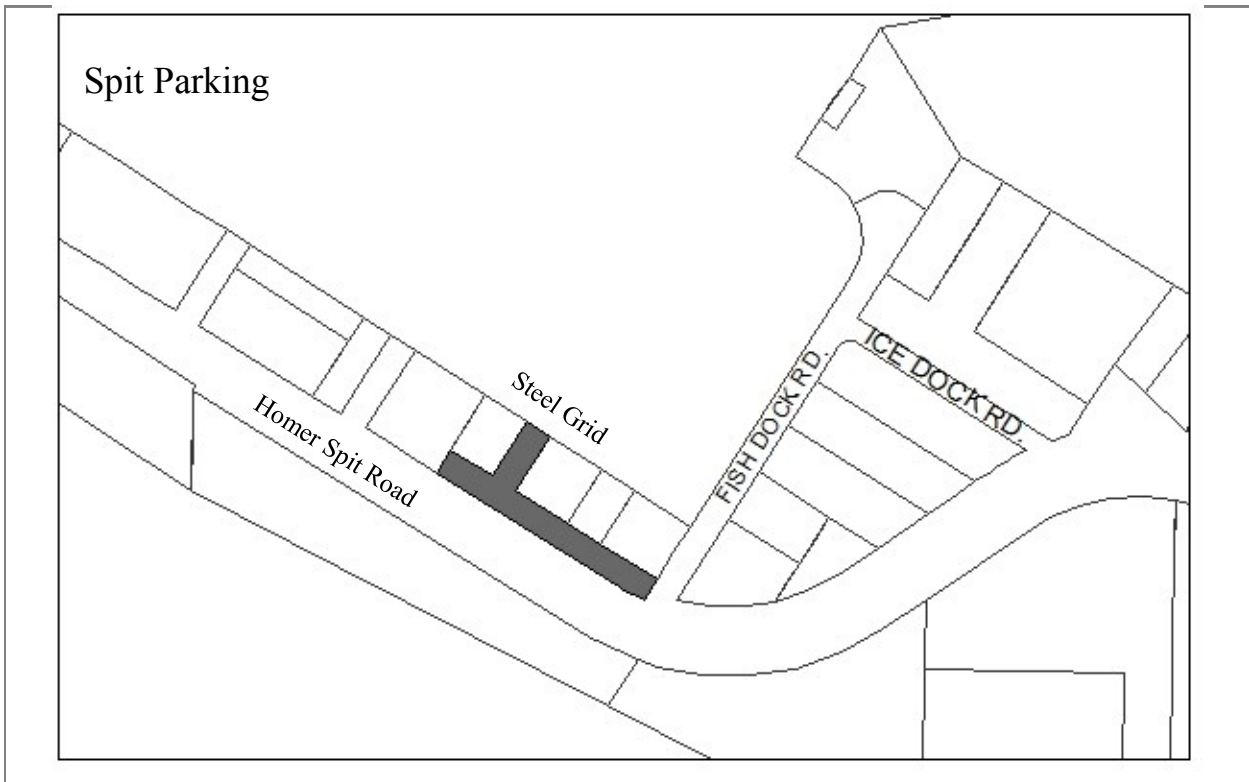 Spit Parking
Steel Grid
Homer Spit Road
FISH DOCK RD.
ICE DOCK RD.